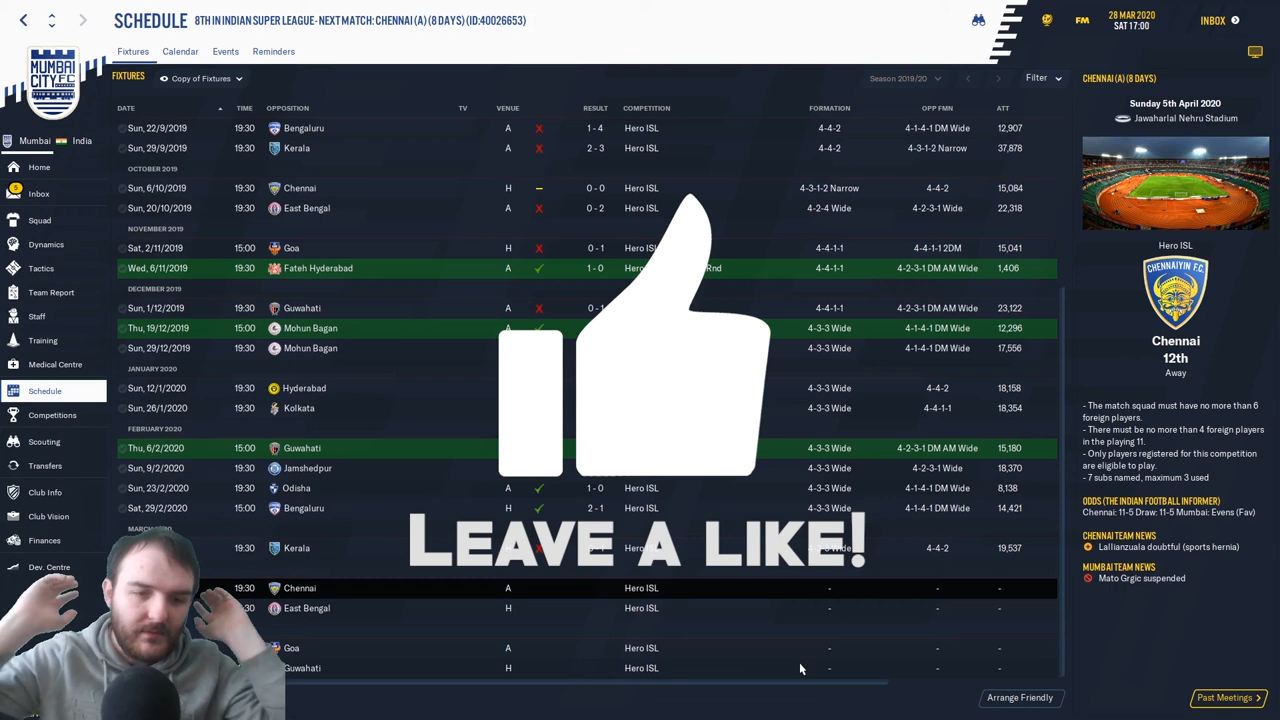 SCHEDULE 8TH IN INDIAN SUPER LEAGUE - NEXT MATCH: CHENNAI (A) (8 DAYS) (ID:40026653)
FM
28 MAR 2020
SAT 17:00
INBOX
Fixtures Calendar Events Reminders
MUMBAI
CITY FC
Mumbai India
Home
5
Inbox
Squad
Dynamics
Tactics
Team Report
Staff
Training
Medical Centre
Schedule
Competitions
Scouting
Transfers
Club Info
Club Vision
Finances
Dev. Centre
FIXTURES Copy of Fixtures Season 2019/20 Filter
DATE TIME OPPOSITION TV VENUE RESULT COMPETITION FORMATION OPP FMN ATT
Sun, 22/9/2019 19:30 Bengaluru A 1 - 4 Hero ISL 4-4-2 4-1-4-1 DM Wide 12,907
Sun, 29/9/2019 19:30 Kerala A 2 - 3 Hero ISL 4-4-2 4-3-1-2 Narrow 37,878
OCTOBER 2019
Sun, 6/10/2019 19:30 Chennai H 0 - 0 Hero ISL 4-3-1-2 Narrow 4-4-2 15,084
Sun, 20/10/2019 19:30 East Bengal A 0 - 2 Hero ISL 4-2-4 Wide 4-2-3-1 Wide 22,318
NOVEMBER 2019
Sat, 2/11/2019 15:00 Goa H 0 - 1 Hero 4-4-1-1 4-4-1-1 2DM 15,041
Wed, 6/11/2019 19:30 Fateh Hyderabad A 1 - 0 Rnd 4-4-1-1 4-2-3-1 DM AM Wide 1,406
DECEMBER 2019
Sun, 1/12/2019 19:30 Guwahati A 0 - 4-4-1-1 4-2-3-1 DM AM Wide 23,122
Thu, 19/12/2019 15:00 Mohun Bagan 4-3-3 Wide 4-1-4-1 DM Wide 12,296
Sun, 29/12/2019 19:30 Mohun Bagan 4-3-3 Wide 4-1-4-1 DM Wide 17,556
JANUARY 2020
Sun, 12/1/2020 19:30 Hyderabad 4-3-3 Wide 4-4-2 18,158
Sun, 26/1/2020 19:30 Kolkata 4-3-3 Wide 4-4-1-1 18,354
FEBRUARY 2020
Thu, 6/2/2020 15:00 Guwahati 4-3-3 Wide 4-2-3-1 DM AM Wide 15,180
Sun, 9/2/2020 19:30 Jamshedpur 4-3-3 Wide 4-2-3-1 Wide 18,370
Sun, 23/2/2020 19:30 Odisha A 1 - 0 Hero ISL 4-3-3 Wide 4-1-4-1 DM Wide 8,138
Sat, 29/2/2020 15:00 Bengaluru H 2 - 1 Hero ISL 4-3-3 Wide 4-1-4-1 DM Wide 14,421
LEAVE A LIKE!
19:30 Kerala 4-4-2 19,537
19:30 Chennai A Hero ISL - - -
East Bengal H Hero ISL - - -
Goa A Hero ISL - - -
Guwahati H Hero ISL - - -
Arrange Friendly
CHENNAI (A) (8 DAYS)
Sunday 5th April 2020
Jawaharlal Nehru Stadium
Hero ISL
CHENNAIYIN F.C.
Chennai
12th
Away
- The match squad must have no more than 6
foreign players.
- There must be no more than 4 foreign players
in the playing 11.
- Only players registered for this competition
are eligible to play.
- 7 subs named, maximum 3 used
ODDS (THE INDIAN FOOTBALL INFORMER)
Chennai: 11-5 Draw: 11-5 Mumbai: Evens (Fav)
CHENNAI TEAM NEWS
Lallianzuala doubtful (sports hernia)
MUMBAI TEAM NEWS
Mato Grgic suspended
Past Meetings